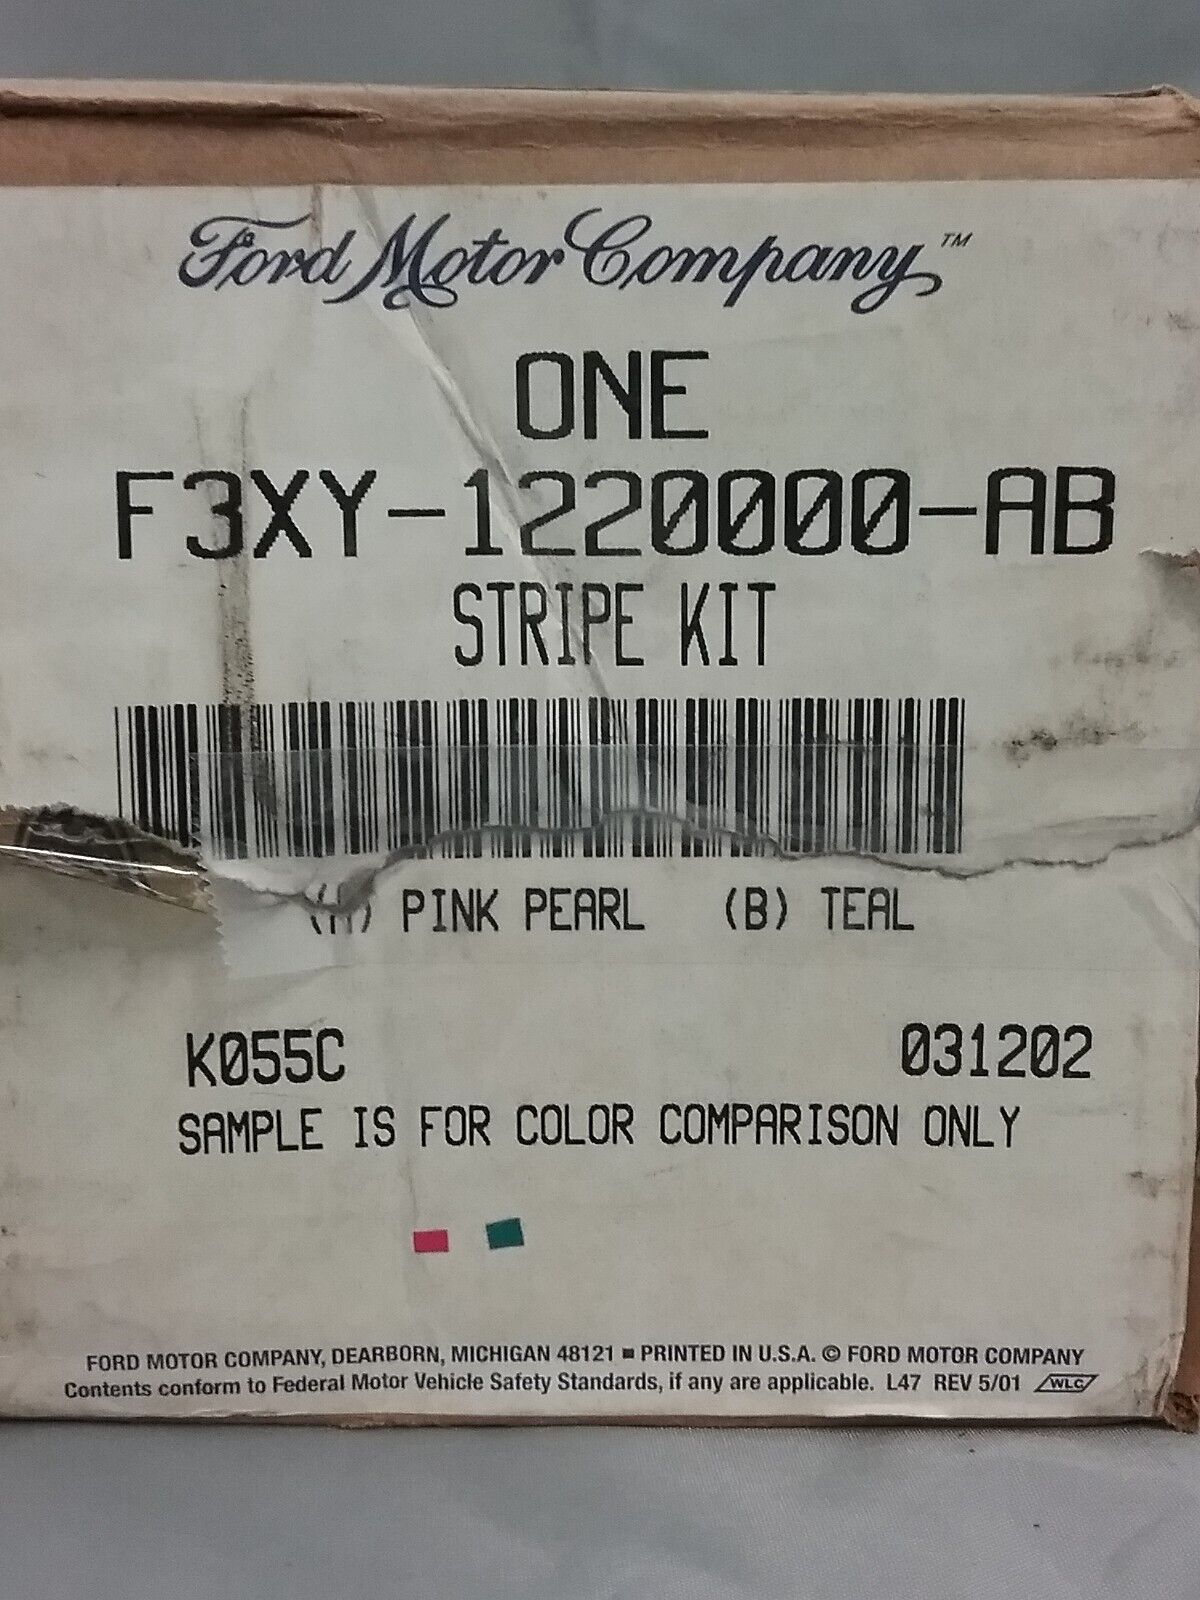 Ford Motor Company™
ONE
F3XY-1220000-AB
STRIPE KIT
(A) PINK PEARL (B) TEAL
K055C 031202
SAMPLE IS FOR COLOR COMPARISON ONLY
FORD MOTOR COMPANY, DEARBORN, MICHIGAN 48121 ■ PRINTED IN U.S.A. © FORD MOTOR COMPANY
Contents conform to Federal Motor Vehicle Safety Standards, if any are applicable. L47 REV 5/01 WLC